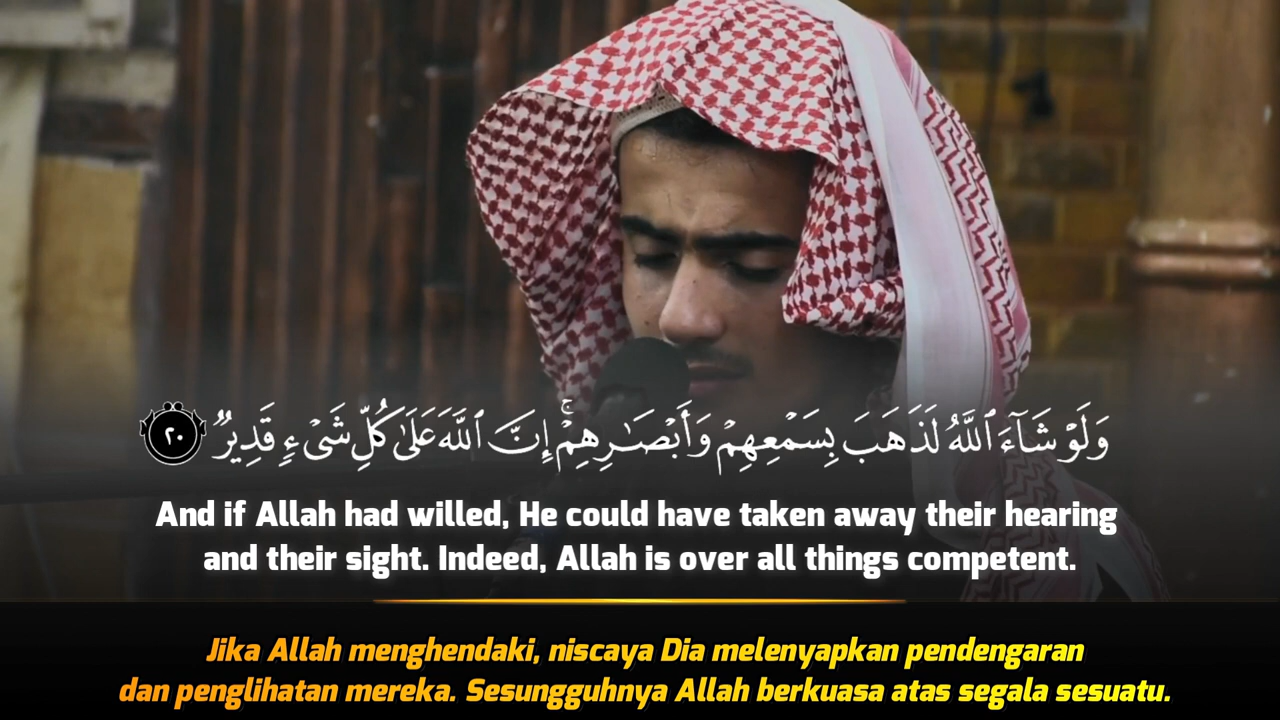 وَلَوْ شَآءَ ٱللَّهُ لَذَهَبَ بِسَمْعِهِمْ وَأَبْصَـٰرِهِمْ ۚ إِنَّ ٱللَّهَ عَلَىٰ كُلِّ شَىْءٍ قَدِيرٌ ٢٠
And if Allah had willed, He could have taken away their hearing
and their sight. Indeed, Allah is over all things competent.
Jika Allah menghendaki, niscaya Dia melenyapkan pendengaran
dan penglihatan mereka. Sesungguhnya Allah berkuasa atas segala sesuatu.